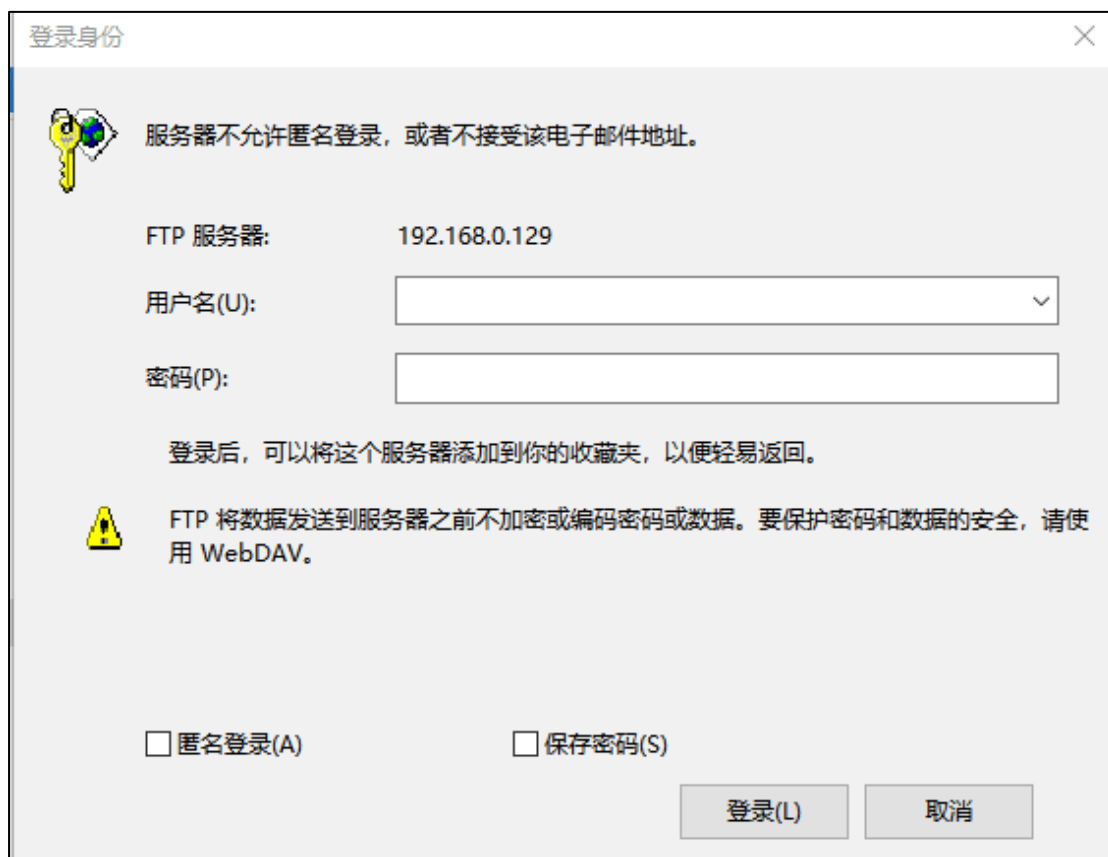 登录身份
服务器不允许匿名登录，或者不接受该电子邮件地址。
FTP 服务器: 192.168.0.129
用户名(U):
密码(P):
登录后，可以将这个服务器添加到你的收藏夹，以便轻易返回。
FTP 将数据发送到服务器之前不加密或编码密码或数据。要保护密码和数据的安全，请使
用 WebDAV。
匿名登录(A) 保存密码(S)
登录(L) 取消